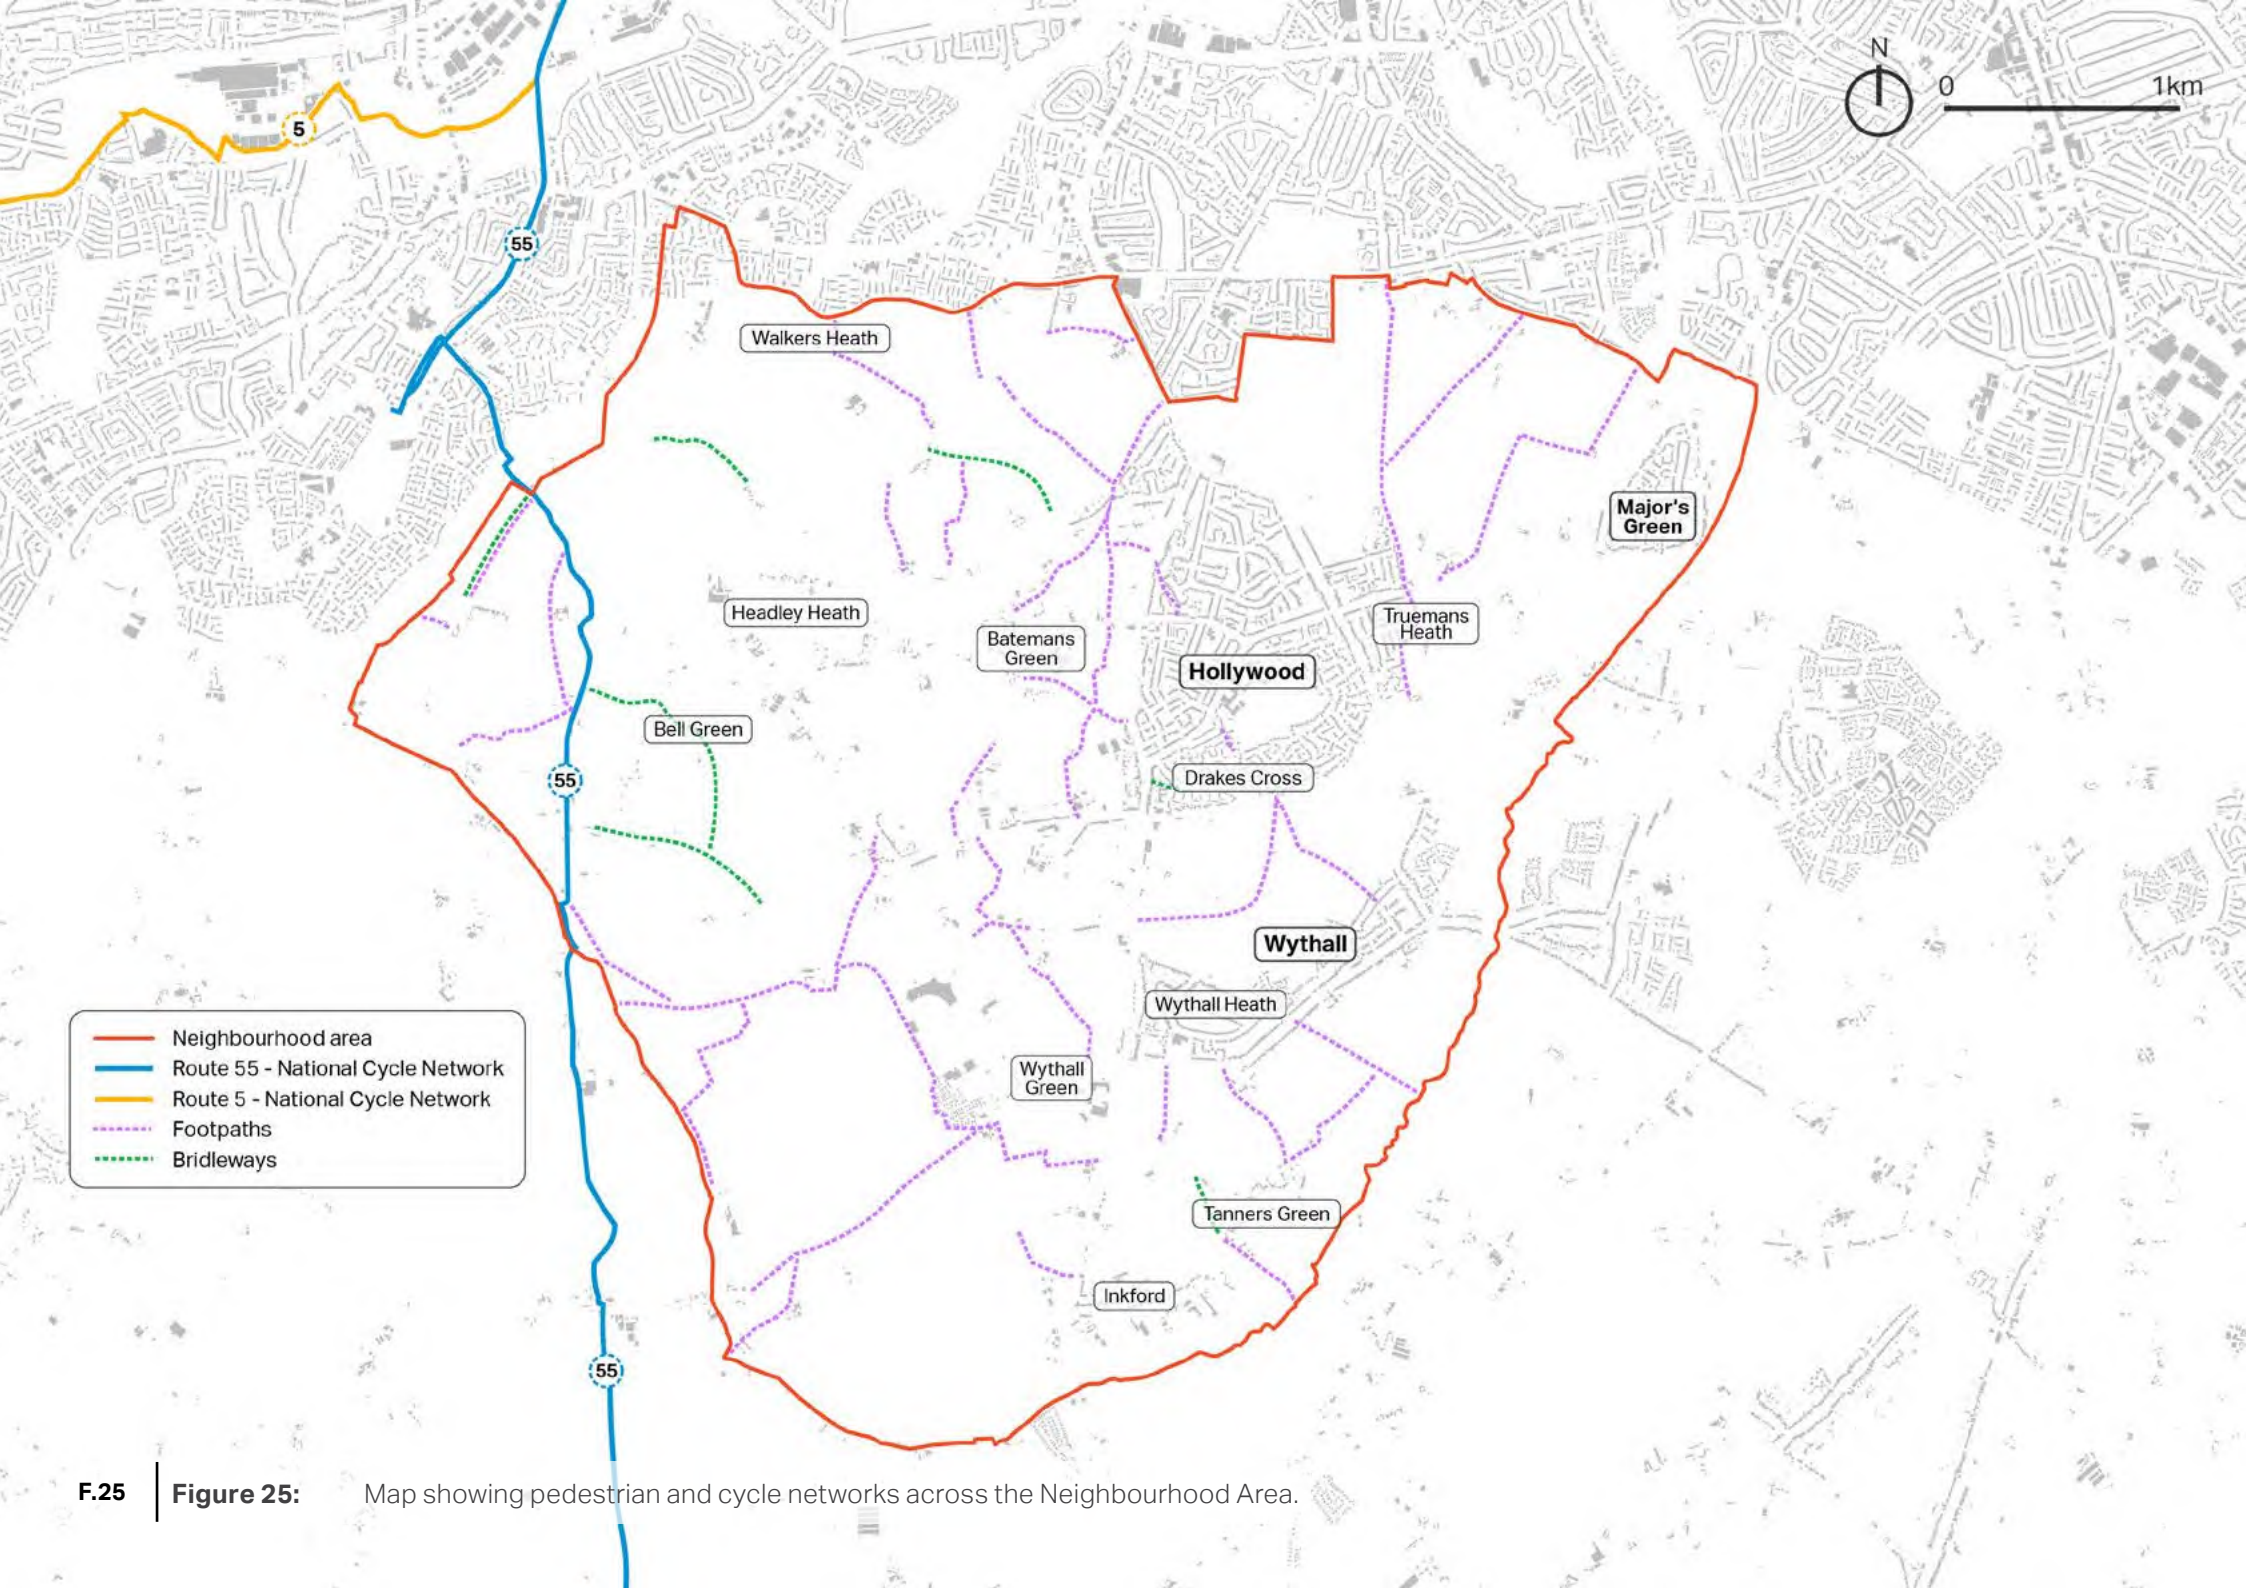 N
0 1km
5
55
Walkers Heath
Major's
Green
Headley Heath
Batemans
Green
Truemans
Heath
Hollywood
Bell Green
55
Drakes Cross
Wythall
Wythall Heath
Neighbourhood area
Route 55 - National Cycle Network
Route 5 - National Cycle Network
Footpaths
Bridleways
Wythall
Green
Tanners Green
Inkford
55
F.25 Figure 25: Map showing pedestrian and cycle networks across the Neighbourhood Area.